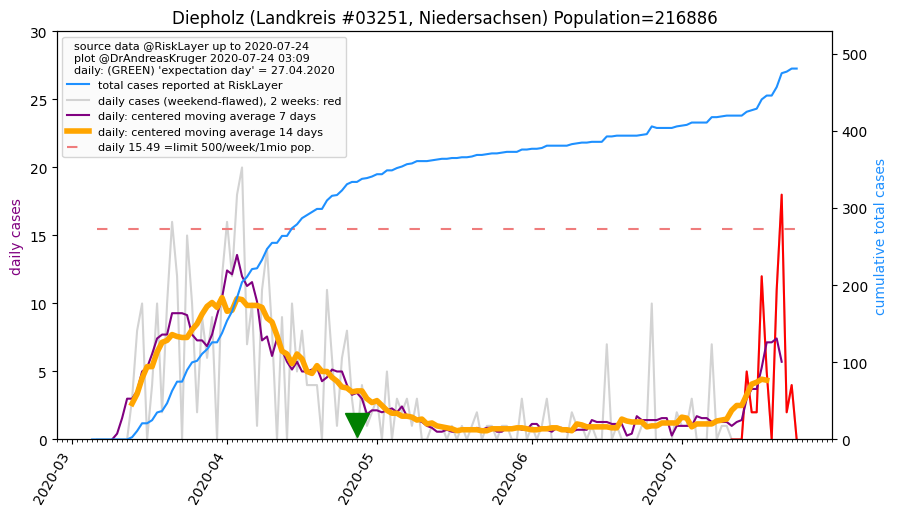 Diepholz (Landkreis #03251, Niedersachsen) Population=216886
source data @RiskLayer up to 2020-07-24
plot @DrAndreasKruger 2020-07-24 03:09
daily: (GREEN) 'expectation day' = 27.04.2020
total cases reported at RiskLayer
daily cases (weekend-flawed), 2 weeks: red
daily: centered moving average 7 days
daily: centered moving average 14 days
daily 15.49 =limit 500/week/1mio pop.
daily cases
30
25
20
15
10
5
0
cumulative total cases
500
400
300
200
100
0
2020-03
2020-04
2020-05
2020-06
2020-07